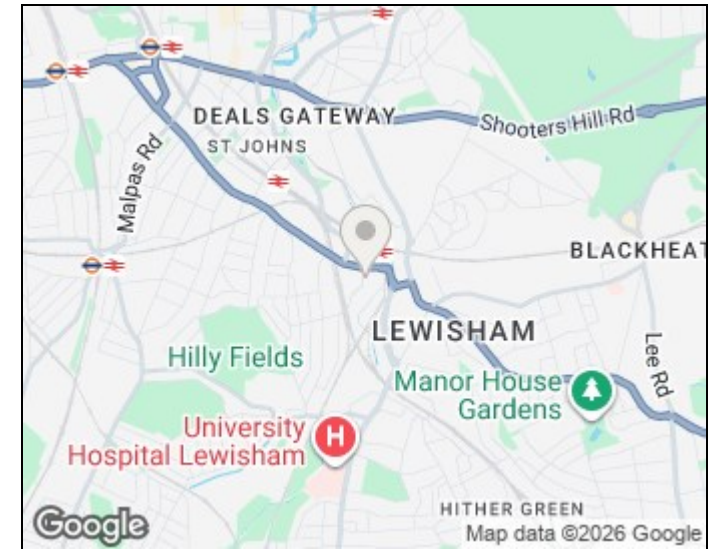 DEALS GATEWAY
Shooters Hill Rd
ST JOHNS
Malpas Rd
BLACKHEAT
LEWISHAM
Lee Rd
Hilly Fields
Manor House
Gardens
University
Hospital Lewisham
H
HITHER GREEN
Google
Map data ©2026 Google